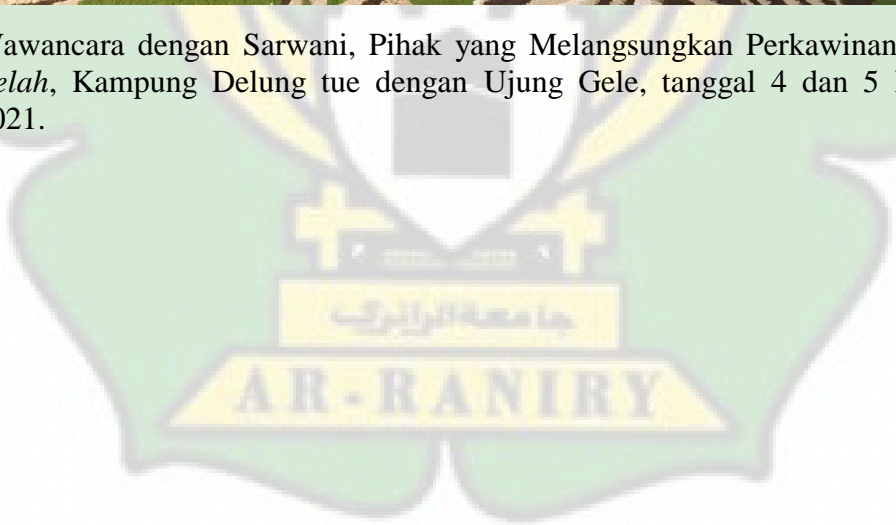 awancara dengan Sarwani, Pihak yang Melangsungkan Perkawinan
elah, Kampung Delung tue dengan Ujung Gele, tanggal 4 dan 5
021.
جامعة الرانري
AR-RANIRY